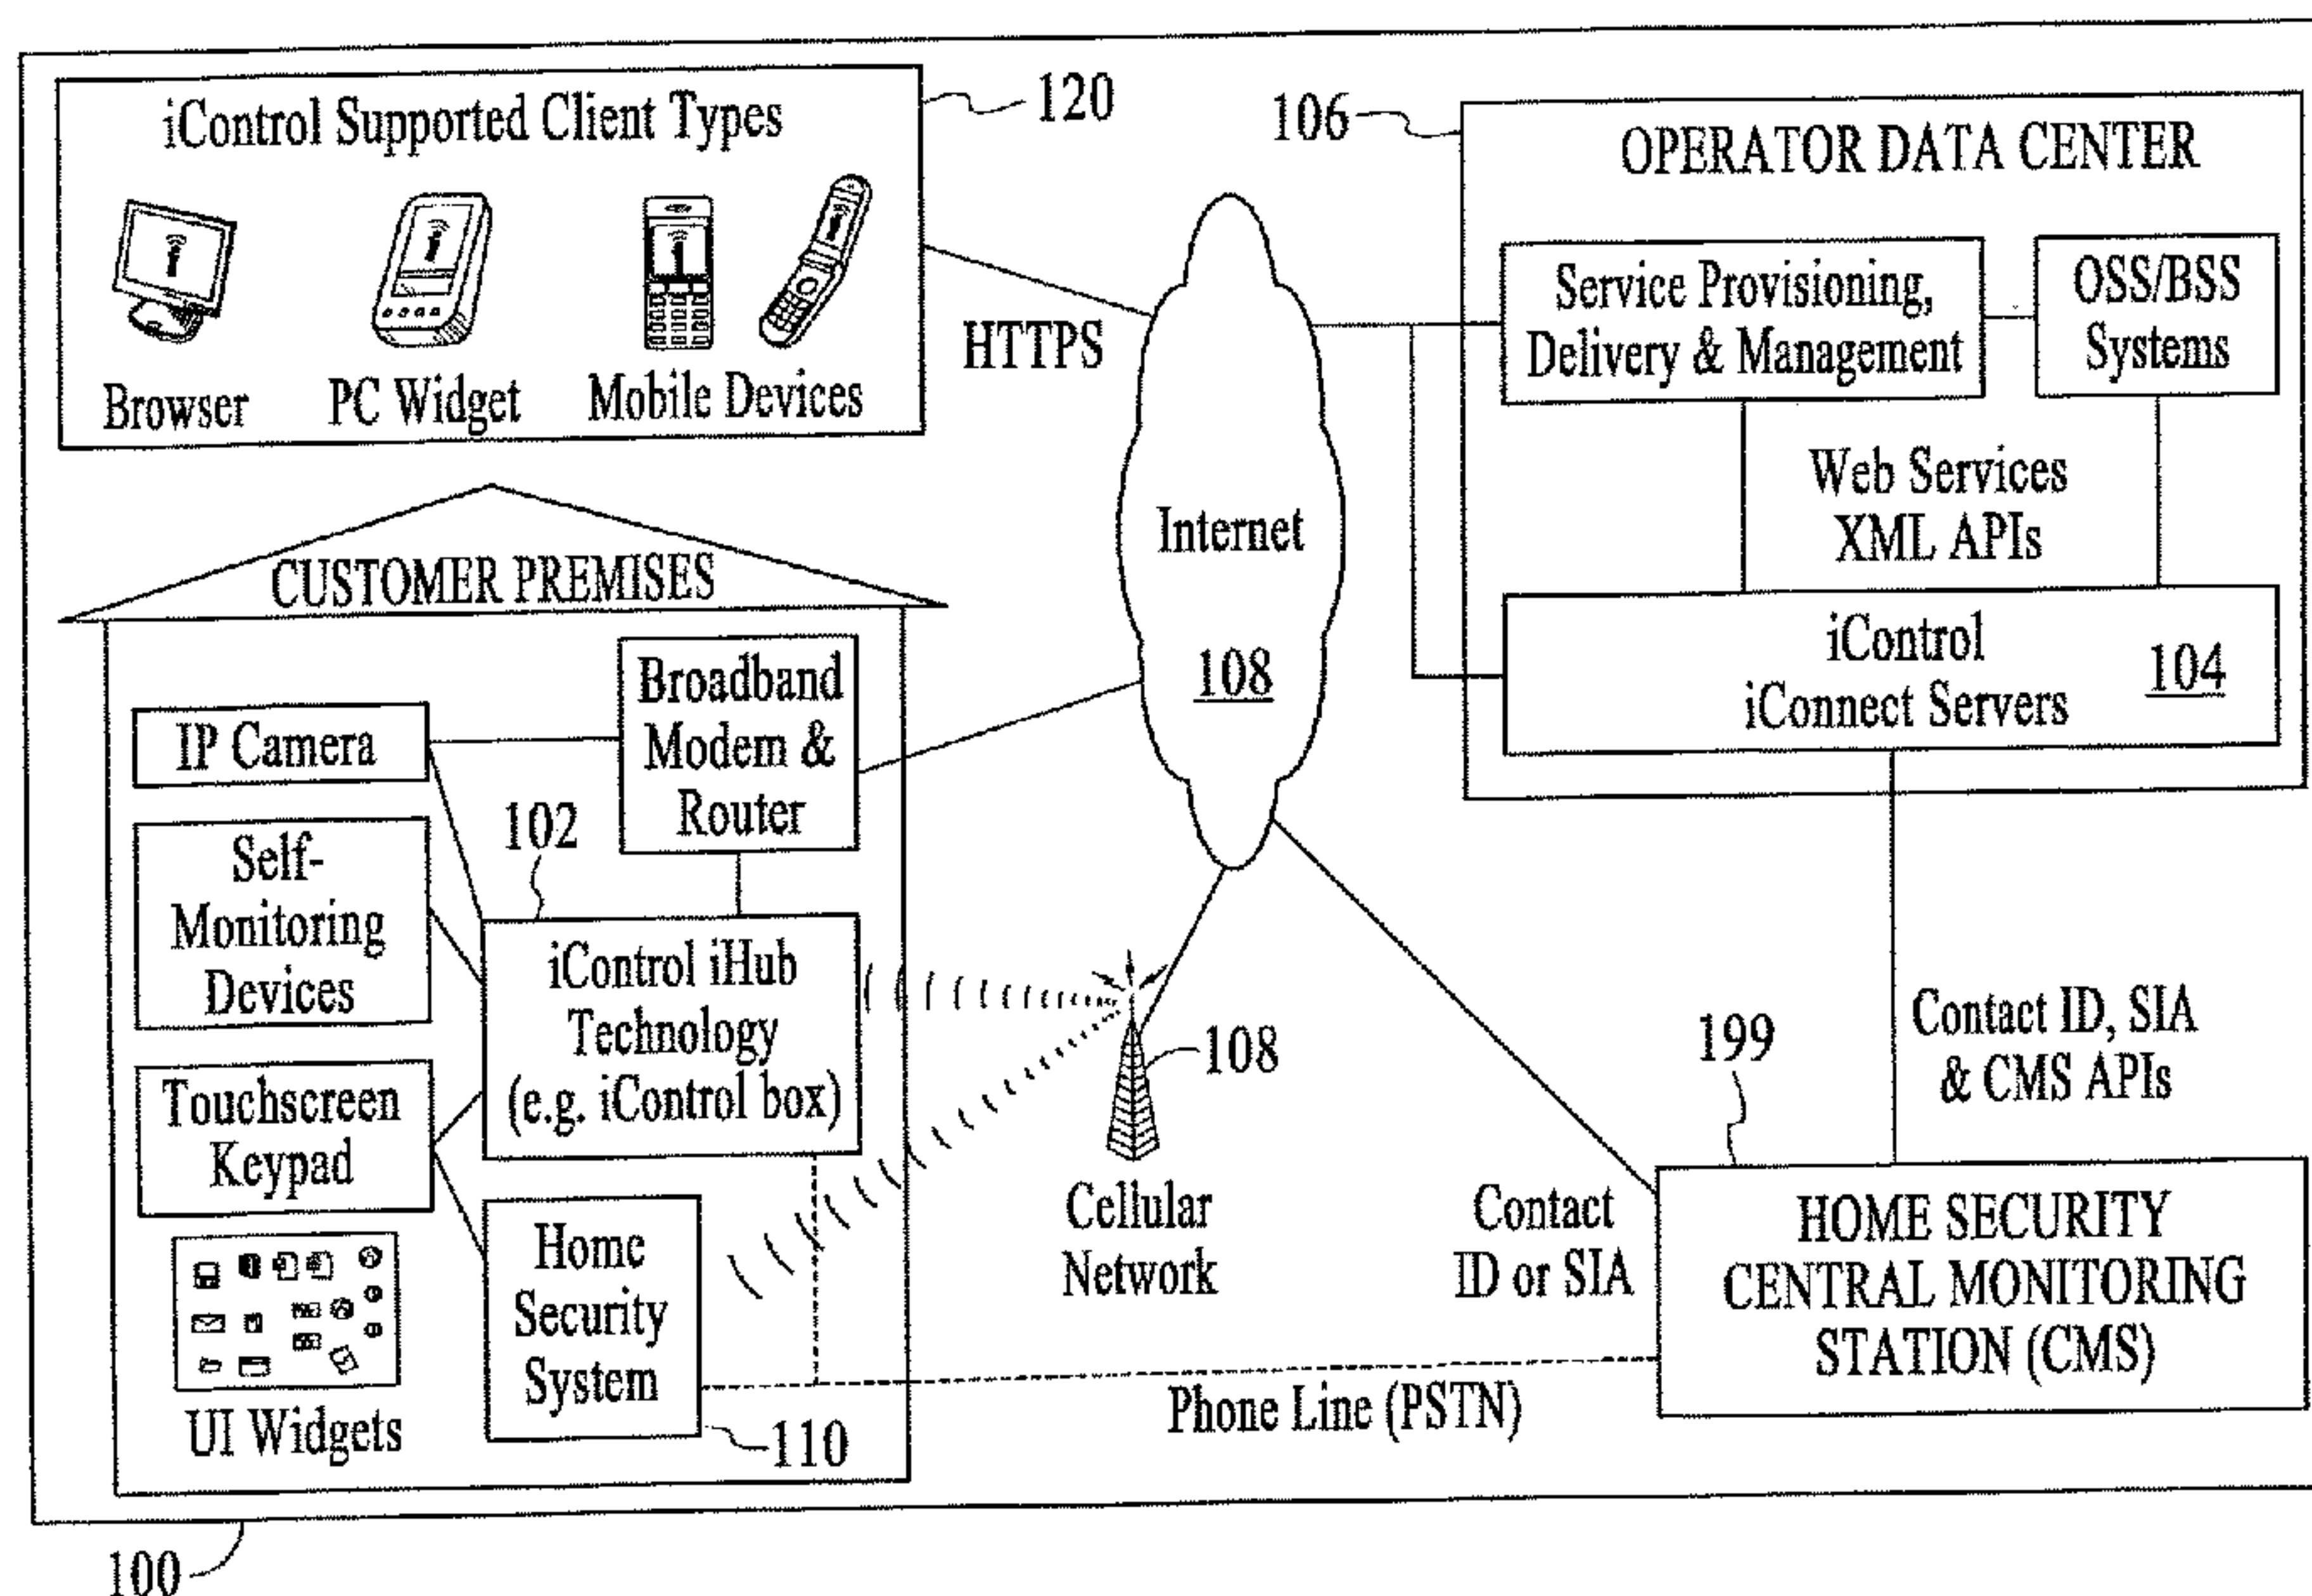 iControl Supported Client Types
Browser
PC Widget
Mobile Devices
120
HTTPS
106
OPERATOR DATA CENTER
Service Provisioning,
Delivery & Management
OSS/BSS
Systems
Web Services
XML APIs
iControl
iConnect Servers
104
Internet
108
CUSTOMER PREMISES
IP Camera
Broadband
Modem &
Router
102
Self-
Monitoring
Devices
iControl iHub
Technology
(e.g. iControl box)
Touchscreen
Keypad
Home
Security
System
110
UI Widgets
108
Cellular
Network
Contact ID, SIA
& CMS APIs
199
Contact
ID or SIA
HOME SECURITY
CENTRAL MONITORING
STATION (CMS)
Phone Line (PSTN)
100